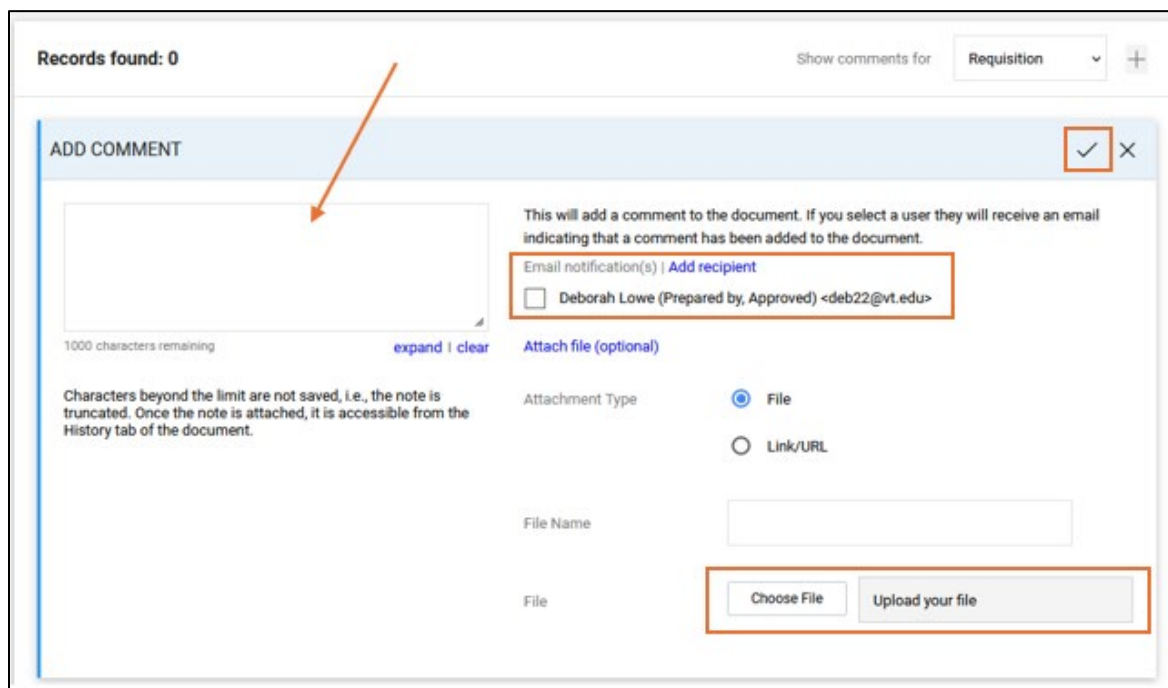 Records found: 0
Show comments for
Requisition
ADD COMMENT
1000 characters remaining
expand | clear
Characters beyond the limit are not saved, i.e., the note is
truncated. Once the note is attached, it is accessible from the
History tab of the document.
This will add a comment to the document. If you select a user they will receive an email
indicating that a comment has been added to the document.
Email notification(s) | Add recipient
Deborah Lowe (Prepared by, Approved) <deb22@vt.edu>
Attach file (optional)
Attachment Type
File
Link/URL
File Name
File
Choose File
Upload your file